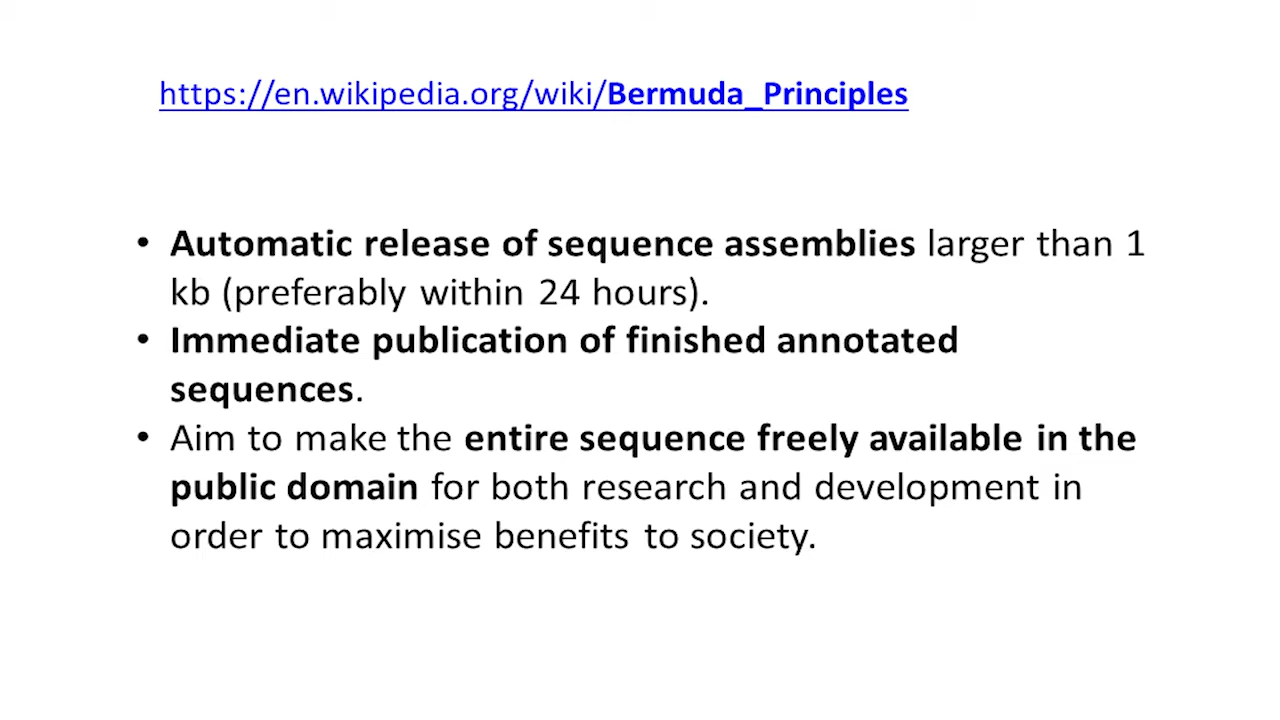 https://en.wikipedia.org/wiki/Bermuda_Principles
• Automatic release of sequence assemblies larger than 1
kb (preferably within 24 hours).
• Immediate publication of finished annotated
sequences.
• Aim to make the entire sequence freely available in the
public domain for both research and development in
order to maximise benefits to society.